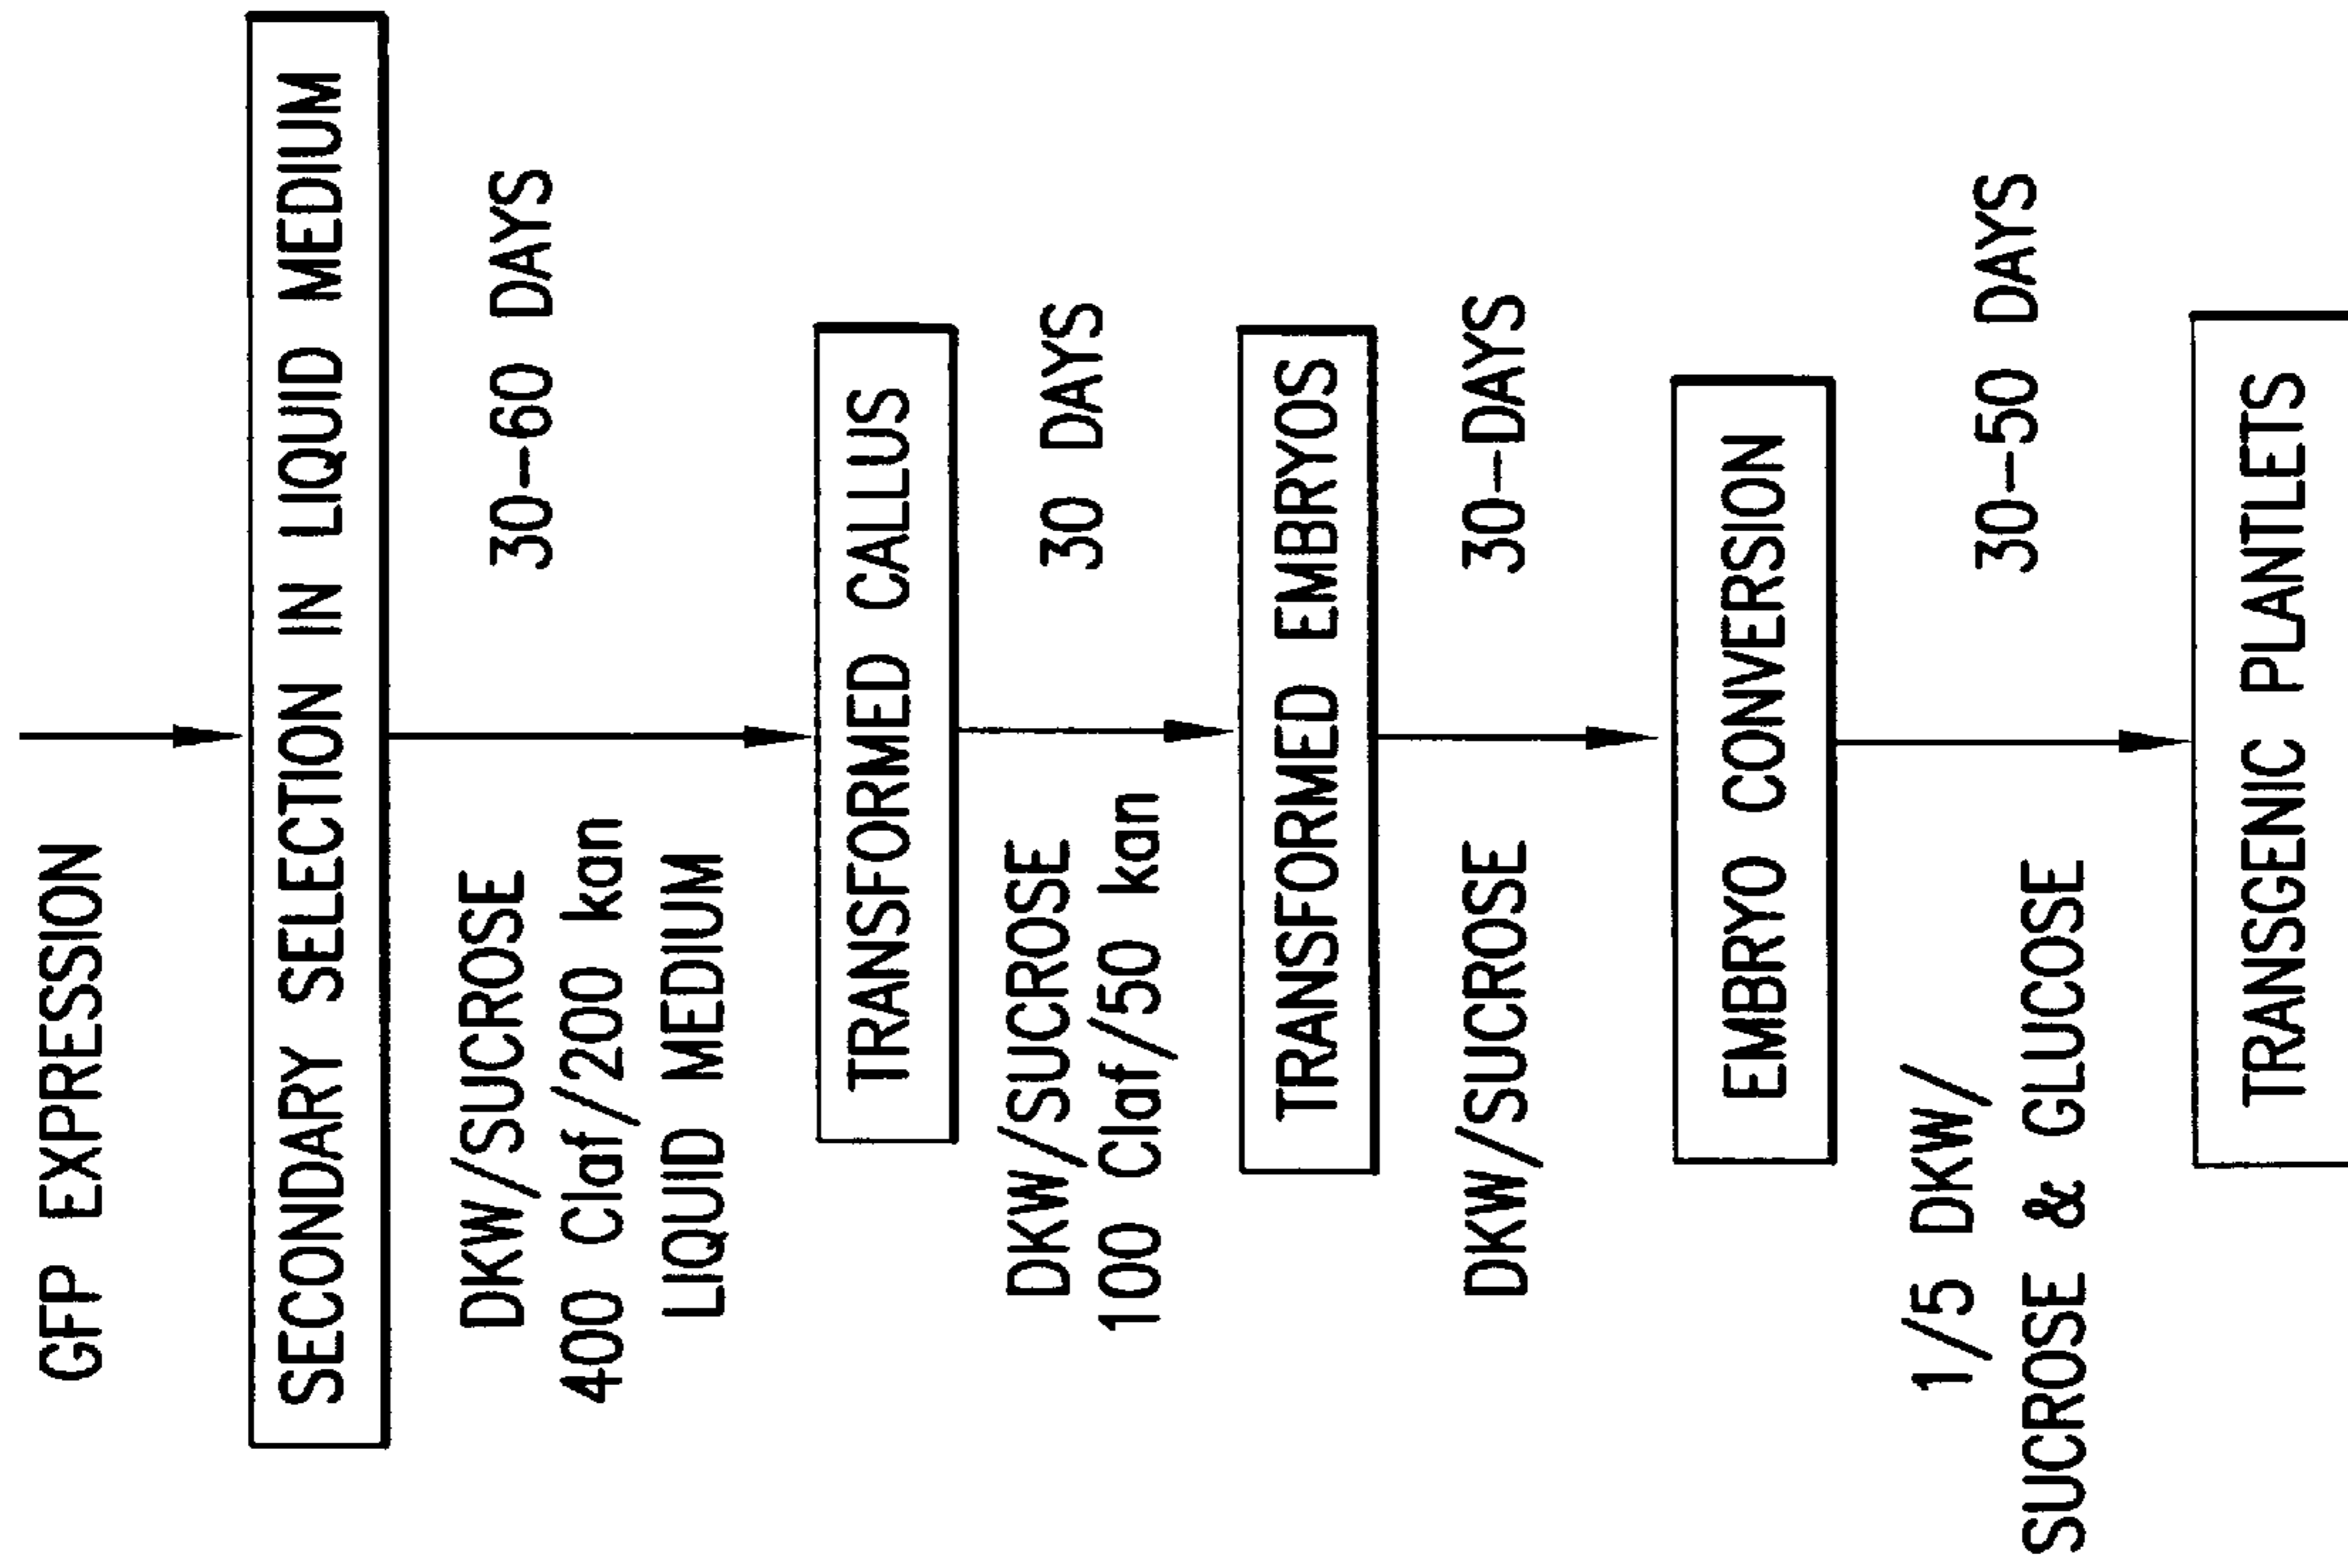 GFP EXPRESSION
SECONDARY SELECTION IN LIQUID MEDIUM
DKW/SUCROSE
400 Claf/200 kan
LIQUID MEDIUM
30-60 DAYS
TRANSFORMED CALLUS
DKW/SUCROSE
100 Claf/50 kan
30 DAYS
TRANSFORMED EMBRYOS
DKW/SUCROSE
30-DAYS
EMBRYO CONVERSION
1/5 DKW/
SUCROSE & GLUCOSE
30-50 DAYS
TRANSGENIC PLANTLETS